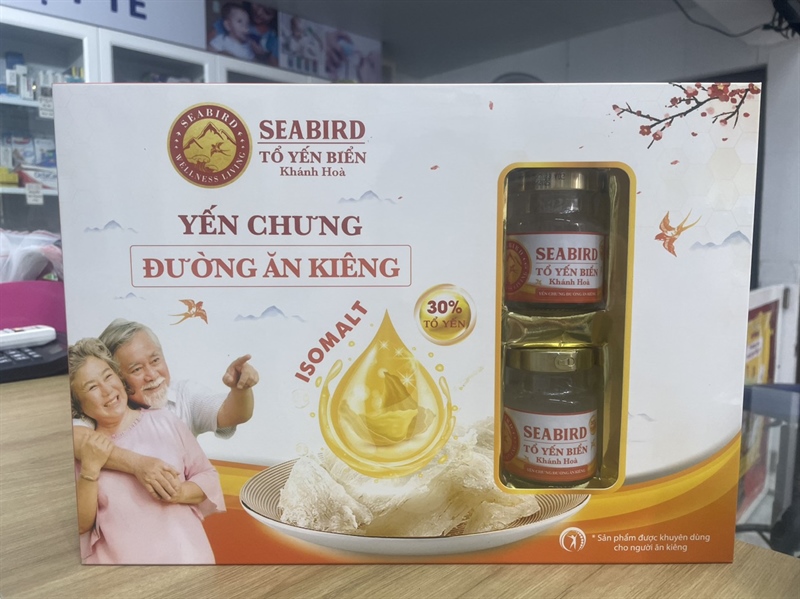 Y TẾ
SEABIRD
WELLNESS LIVING
SEABIRD
TỔ YẾN BIỂN
Khánh Hoà
YẾN CHƯNG
ĐƯỜNG ĂN KIÊNG
ISOMALT
30%
TỔ YẾN
SEABIRD
TỔ YẾN BIỂN
Khánh Hoà
SEABIRD
TỔ YẾN BIỂN
Khánh Hoà
* Sản phẩm được khuyên dùng
cho người ăn kiêng